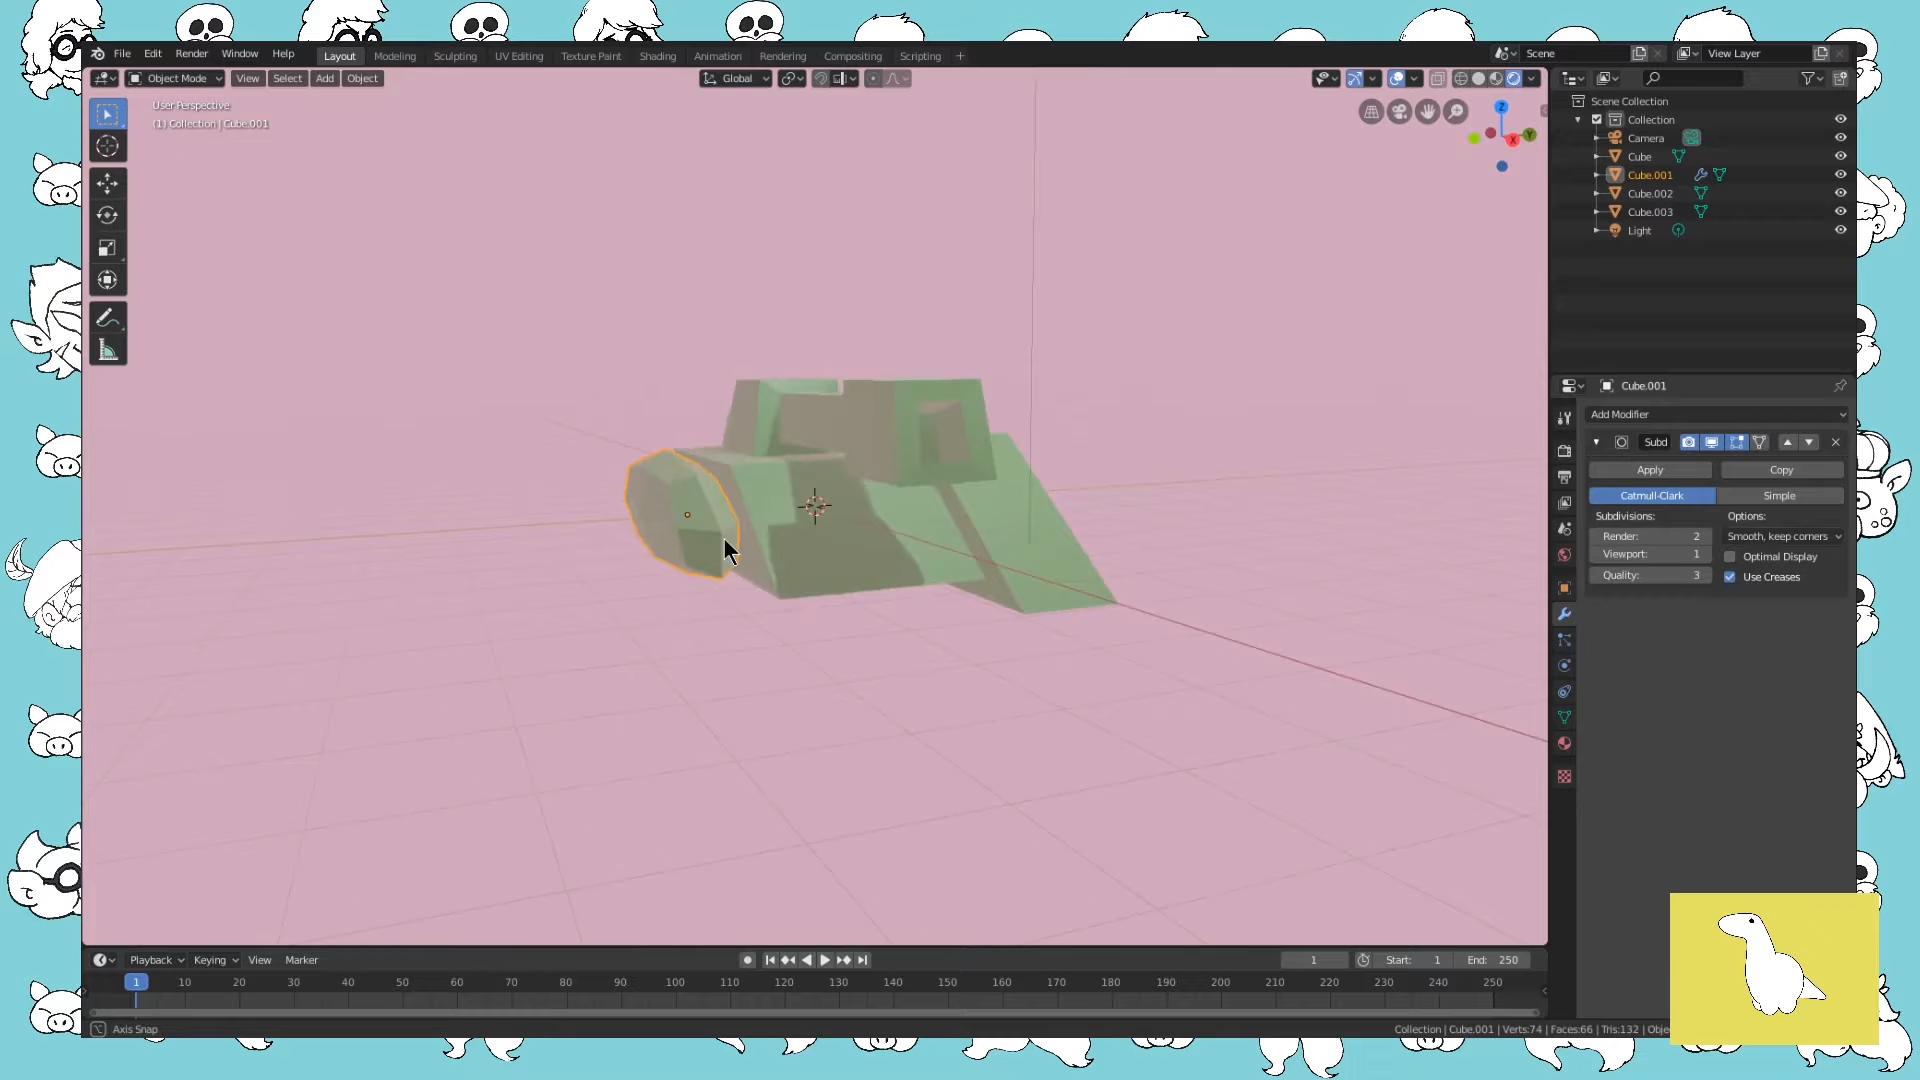 File Edit Render Window Help Layout Modeling Sculpting UV Editing Texture Paint Shading Animation Rendering Compositing Scripting + Scene View Layer
Object Mode View Select Add Object Global
User Perspective
(1) Collection | Cube.001
Z
Y
X
Scene Collection
Collection
Camera
Cube
Cube.001
Cube.002
Cube.003
Light
Cube.001
Add Modifier
Subd
Apply Copy
Catmull-Clark Simple
Subdivisions: Options:
Render: 2 Smooth, keep corners
Viewport: 1 Optimal Display
Quality: 3 Use Creases
Playback Keying View Marker 1 Start: 1 End: 250
1 10 20 30 40 50 60 70 80 90 100 110 120 130 140 150 160 170 180 190 200 210 220 230 240 250
Axis Snap
Collection | Cube.001 | Verts:74 | Faces:66 | Tris:132 | Obje